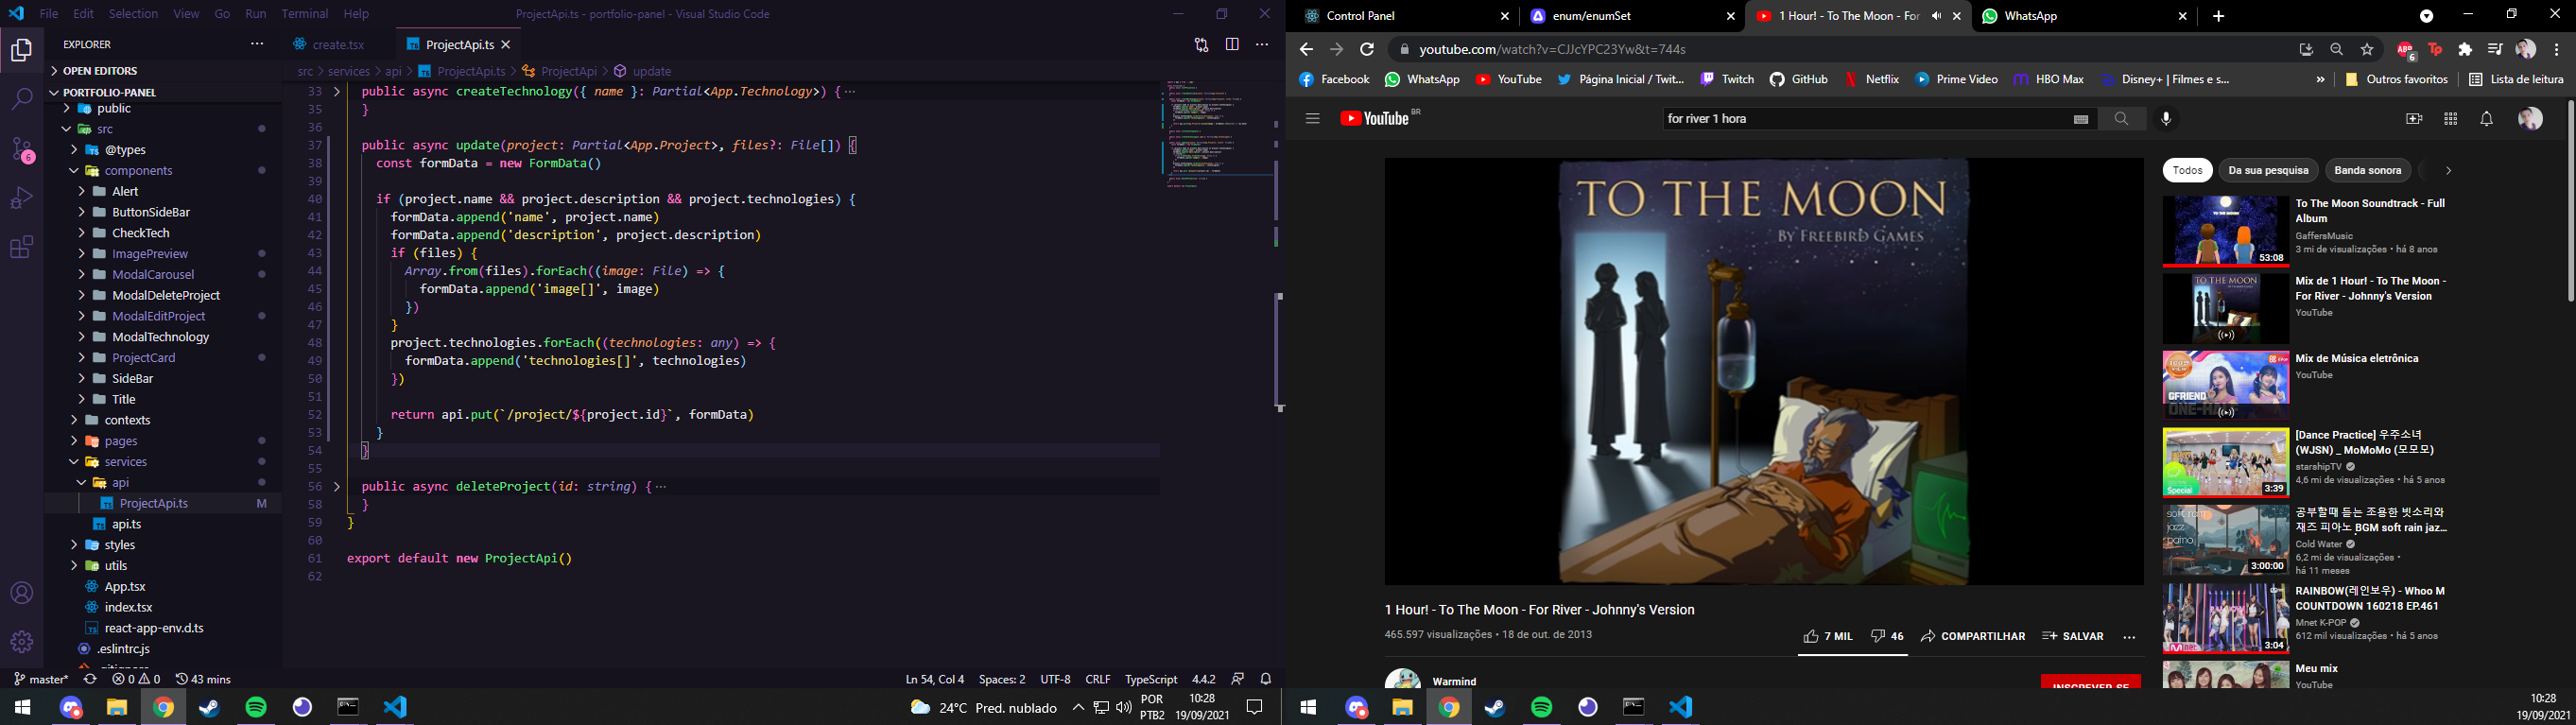 File Edit Selection View Go Run Terminal Help
ProjectApi.ts - portfolio-panel - Visual Studio Code
EXPLORER
OPEN EDITORS
PORTFOLIO-PANEL
public
src
@types
components
Alert
ButtonSideBar
CheckTech
ImagePreview
ModalCarousel
ModalDeleteProject
ModalEditProject
ModalTechnology
ProjectCard
SideBar
Title
contexts
pages
services
api
ProjectApi.ts M
api.ts
styles
utils
App.tsx
index.tsx
react-app-env.d.ts
.eslintrc.js
6
create.tsx
ProjectApi.ts
src > services > api > ProjectApi.ts > ProjectApi > update
33 public async createTechnology({ name }: Partial<App.Technology>) {···
35 }
36
37 public async update(project: Partial<App.Project>, files?: File[]) {
38 const formData = new FormData()
39
40 if (project.name && project.description && project.technologies) {
41 formData.append('name', project.name)
42 formData.append('description', project.description)
43 if (files) {
44 Array.from(files).forEach((image: File) => {
45 formData.append('image[]', image)
46 })
47 }
48 project.technologies.forEach((technologies: any) => {
49 formData.append('technologies[]', technologies)
50 })
51
52 return api.put(`/project/${project.id}`, formData)
53 }
54 }
55
56 public async deleteProject(id: string) {···
58 }
59 }
60
61 export default new ProjectApi()
62
master* 0 0 43 mins
Ln 54, Col 4 Spaces: 2 UTF-8 CRLF TypeScript 4.4.2
24°C Pred. nublado
POR
PTB2
10:28
19/09/2021
Control Panel
enum/enumSet
1 Hour! - To The Moon - For
WhatsApp
youtube.com/watch?v=CJJcYPC23Yw&t=744s
ABP
6
Tp
Facebook WhatsApp YouTube Página Inicial / Twit... Twitch GitHub Netflix Prime Video HBO Max Disney+ | Filmes e s... » Outros favoritos Lista de leitura
YouTube BR
for river 1 hora
TO THE MOON
BY FREEBIRD GAMES
1 Hour! - To The Moon - For River - Johnny's Version
465.597 visualizações • 18 de out. de 2013
7 MIL 46 COMPARTILHAR SALVAR
Warmind
INSCREVER-SE
Todos Da sua pesquisa Banda sonora
53:08
To The Moon Soundtrack - Full
Album
GaffersMusic
3 mi de visualizações • há 8 anos
TO THE MOON
Mix de 1 Hour! - To The Moon -
For River - Johnny's Version
YouTube
GFRIEND
Mix de Música eletrônica
YouTube
Special
3:39
[Dance Practice] 우주소녀
(WJSN) _ MoMoMo (모모모)
starshipTV
4,6 mi de visualizações • há 5 anos
soft rain
jazz
3:00:00
공부할때 듣는 조용한 빗소리와
재즈 피아노 BGM soft rain jaz...
Cold Water
6,2 mi de visualizações •
há 11 meses
3:04
RAINBOW(레인보우) - Whoo M
COUNTDOWN 160218 EP.461
Mnet K-POP
612 mil visualizações • há 5 anos
Meu mix
YouTube
10:28
19/09/2021